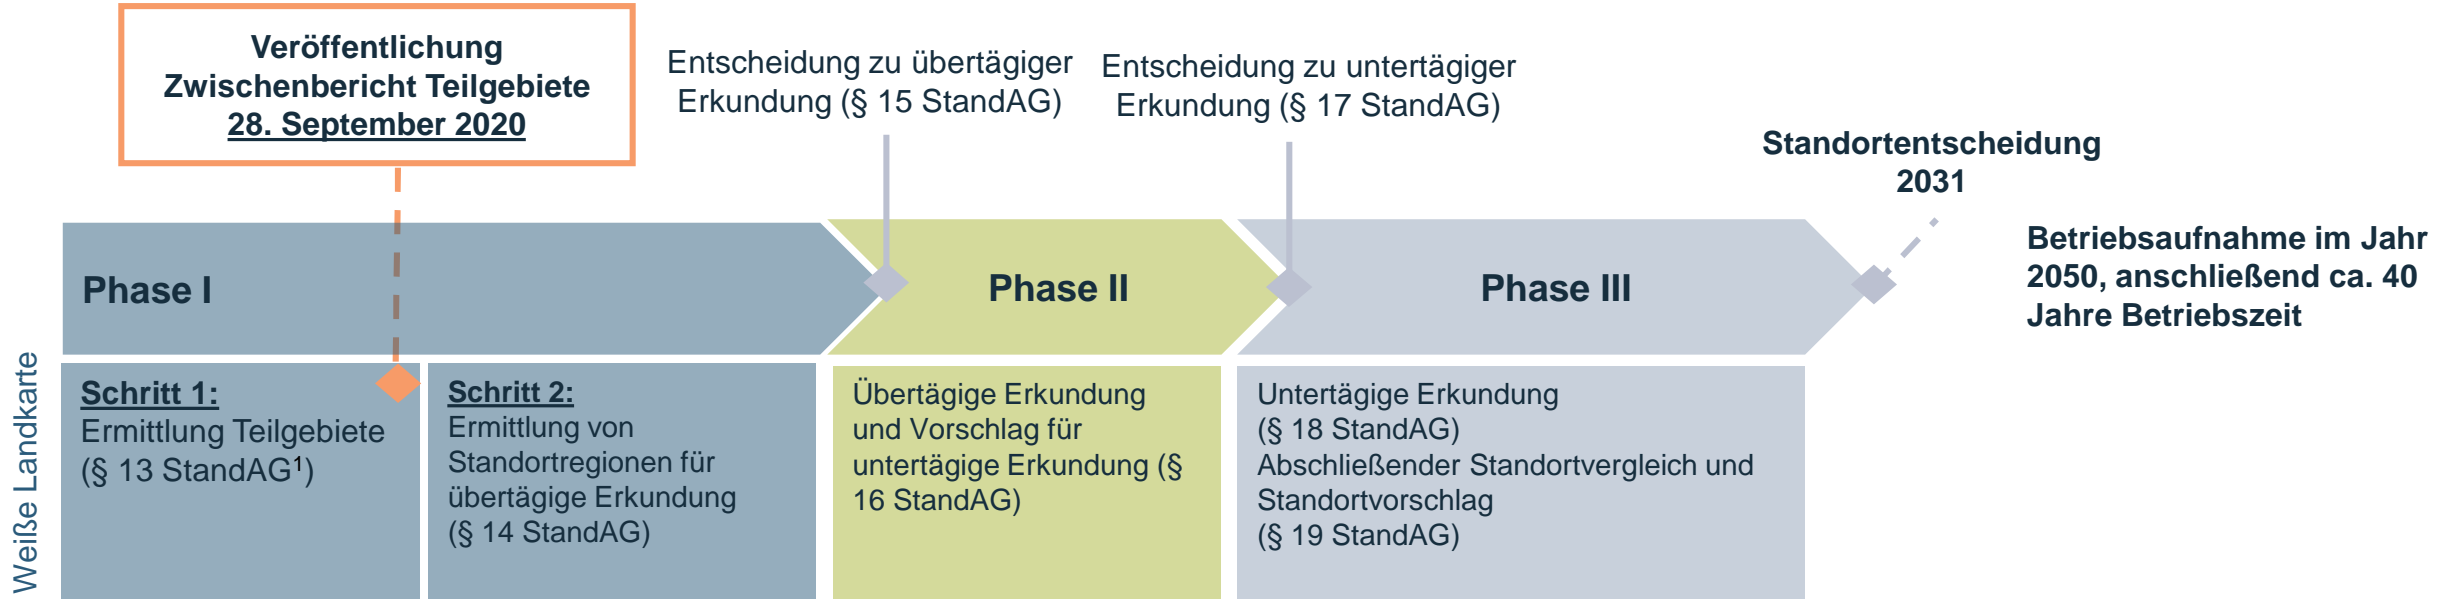 Veröffentlichung
Zwischenbericht Teilgebiete
28. September 2020
Entscheidung zu übertägiger
Erkundung (§ 15 StandAG)
Entscheidung zu untertägiger
Erkundung (§ 17 StandAG)
Standortentscheidung
2031
Betriebsaufnahme im Jahr
2050, anschließend ca. 40
Jahre Betriebszeit
Phase I
Phase II
Phase III
Weiße Landkarte
Schritt 1:
Ermittlung Teilgebiete
(§ 13 StandAG¹)
Schritt 2:
Ermittlung von
Standortregionen für
übertägige Erkundung
(§ 14 StandAG)
Übertägige Erkundung
und Vorschlag für
untertägige Erkundung (§
16 StandAG)
Untertägige Erkundung
(§ 18 StandAG)
Abschließender Standortvergleich und
Standortvorschlag
(§ 19 StandAG)